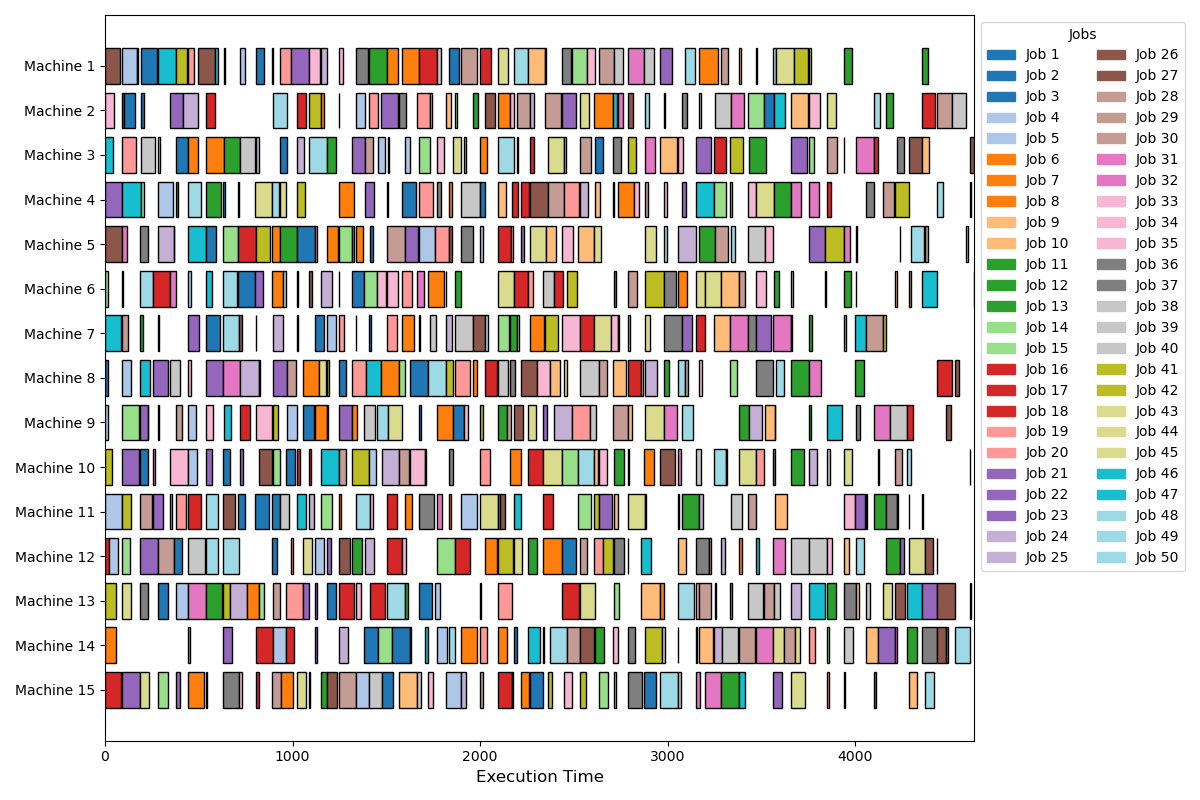 Machine 1
Machine 2
Machine 3
Machine 4
Machine 5
Machine 6
Machine 7
Machine 8
Machine 9
Machine 10
Machine 11
Machine 12
Machine 13
Machine 14
Machine 15
0 1000 2000 3000 4000
Execution Time
Jobs
Job 1
Job 2
Job 3
Job 4
Job 5
Job 6
Job 7
Job 8
Job 9
Job 10
Job 11
Job 12
Job 13
Job 14
Job 15
Job 16
Job 17
Job 18
Job 19
Job 20
Job 21
Job 22
Job 23
Job 24
Job 25
Job 26
Job 27
Job 28
Job 29
Job 30
Job 31
Job 32
Job 33
Job 34
Job 35
Job 36
Job 37
Job 38
Job 39
Job 40
Job 41
Job 42
Job 43
Job 44
Job 45
Job 46
Job 47
Job 48
Job 49
Job 50